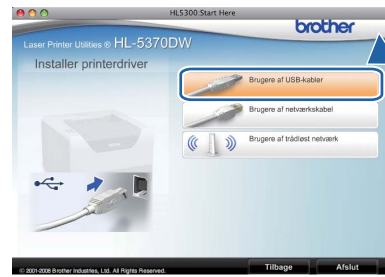 HL5300:Start Here
brother
Laser Printer Utilities ® HL-5370DW
Installer printerdriver
Brugere af USB-kabler
Brugere af netværkskabel
Brugere af trådløst netværk
© 2001-2008 Brother Industries, Ltd. All Rights Reserved.
Tilbage
Afslut